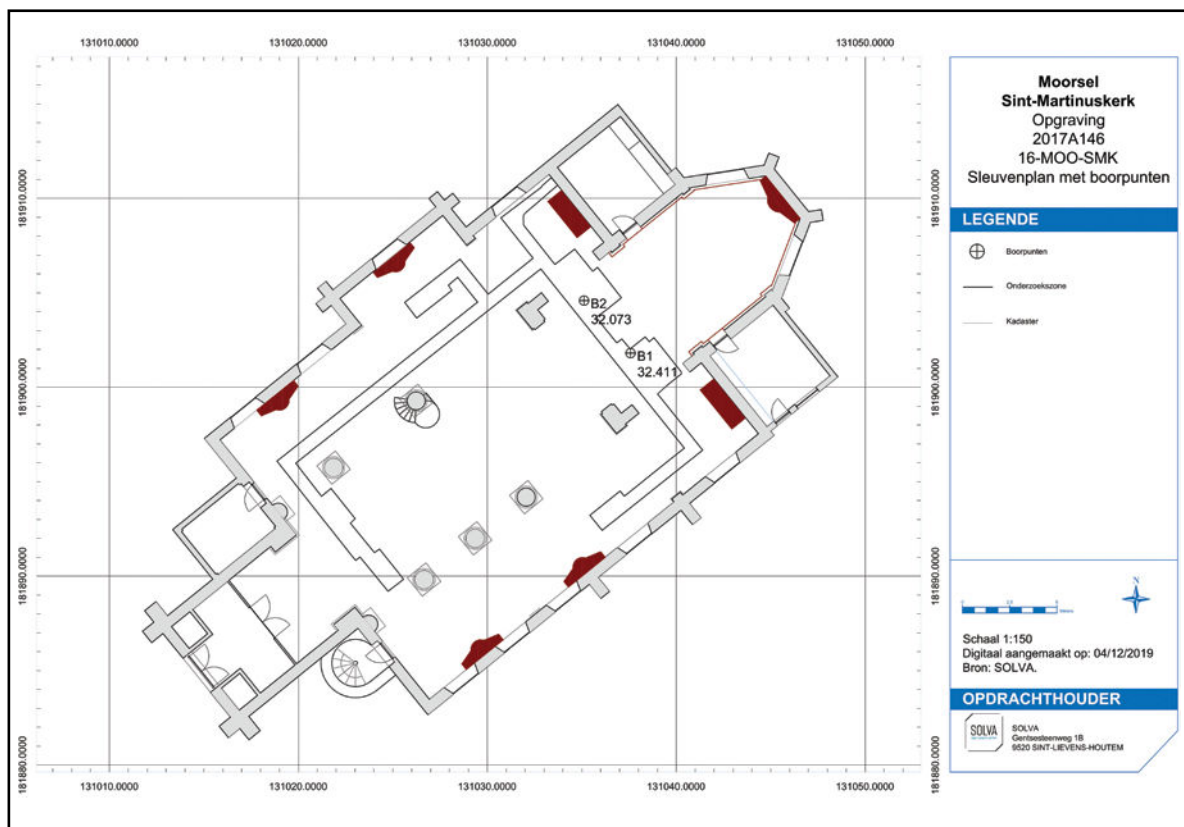 131010.0000 131020.0000 131030.0000 131040.0000 131050.0000
181910.0000 181910.0000
181900.0000 181900.0000
181890.0000 181890.0000
181880.0000 181880.0000
B2
32.073
B1
32.411
131010.0000 131020.0000 131030.0000 131040.0000 131050.0000
Moorsel
Sint-Martinuskerk
Opgraving
2017A146
16-MOO-SMK
Sleuvenplan met boorpunten
LEGENDE
Boorpunten
Onderzoekszone
Kadaster
N
0 2,5 5
Schaal 1:150
Digitaal aangemaakt op: 04/12/2019
Bron: SOLVA.
OPDRACHTHOUDER
SOLVA
SOLVA
Gentsesteenweg 1B
9520 SINT-LIEVENS-HOUTEM